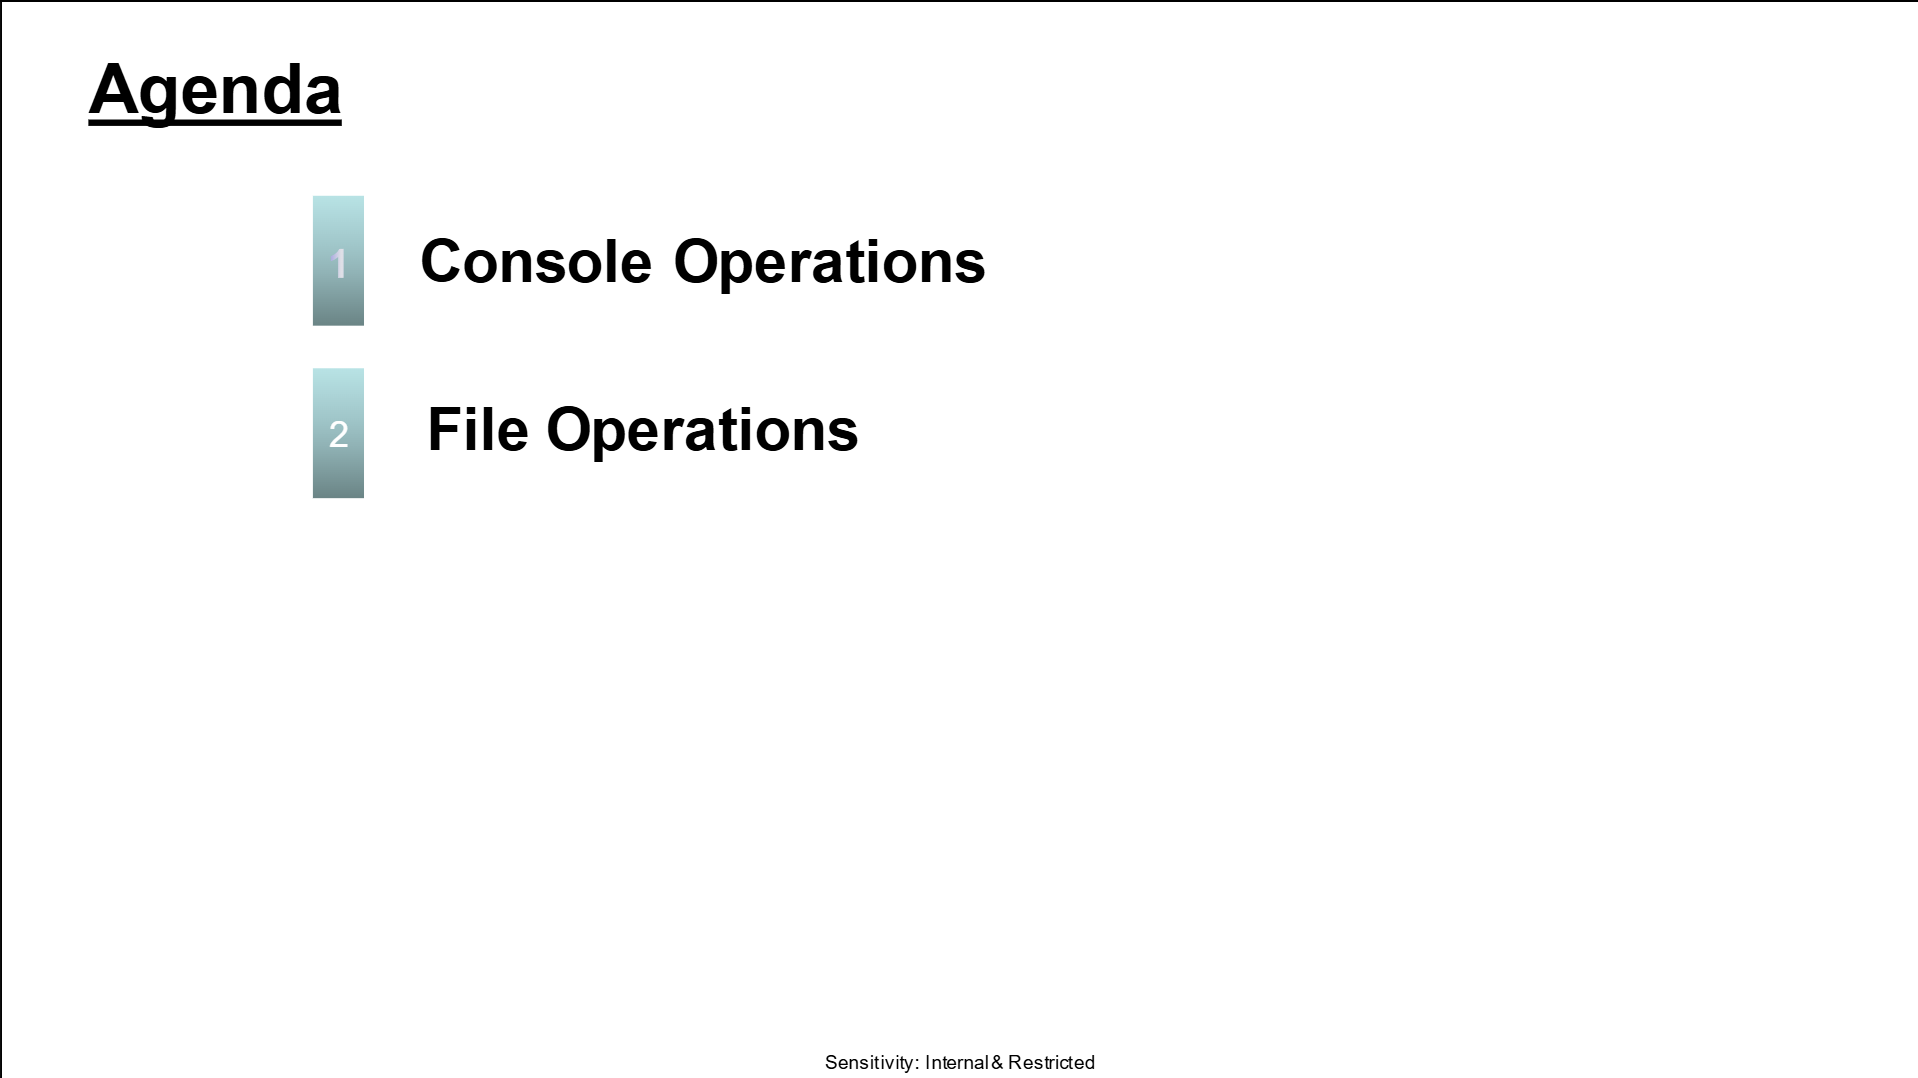 Agenda
1 Console Operations
2 File Operations
Sensitivity: Internal & Restricted